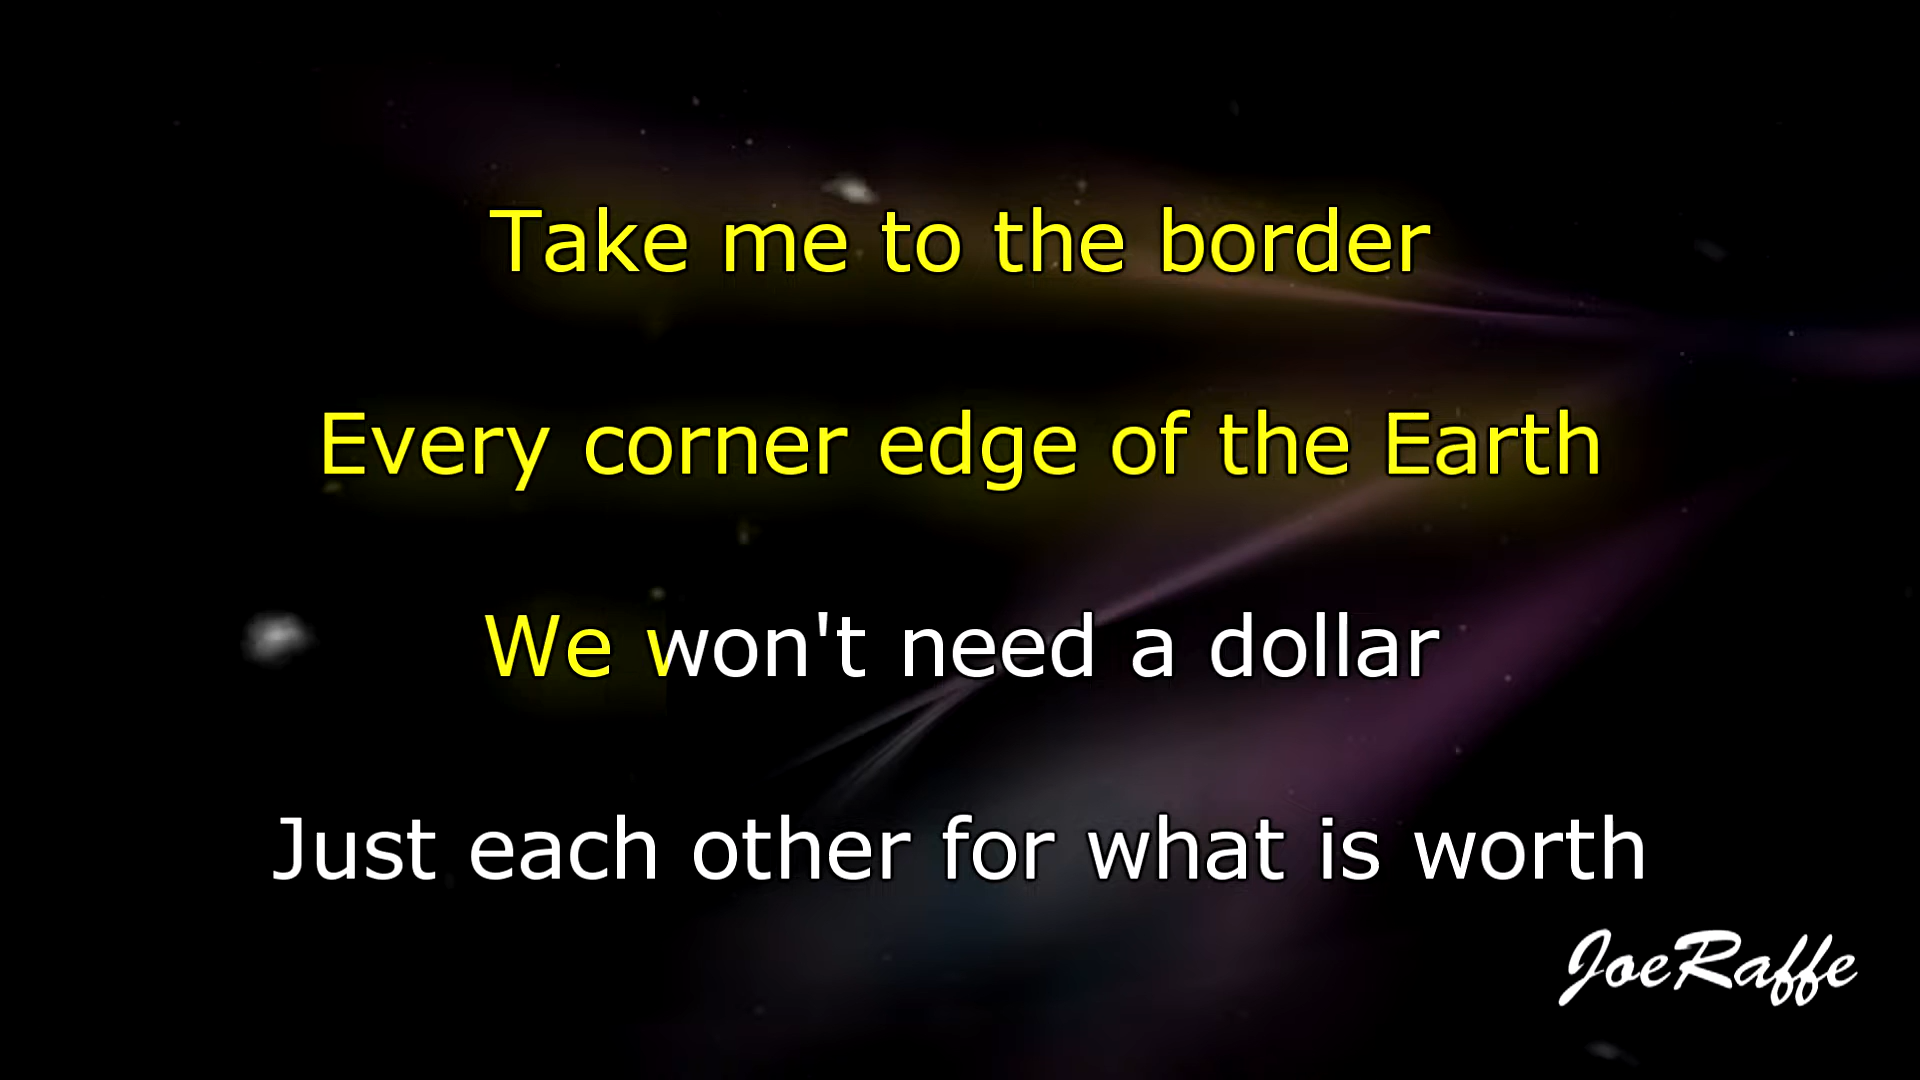 Take me to the border
Every corner edge of the Earth
We won't need a dollar
Just each other for what is worth
JoeRaffe